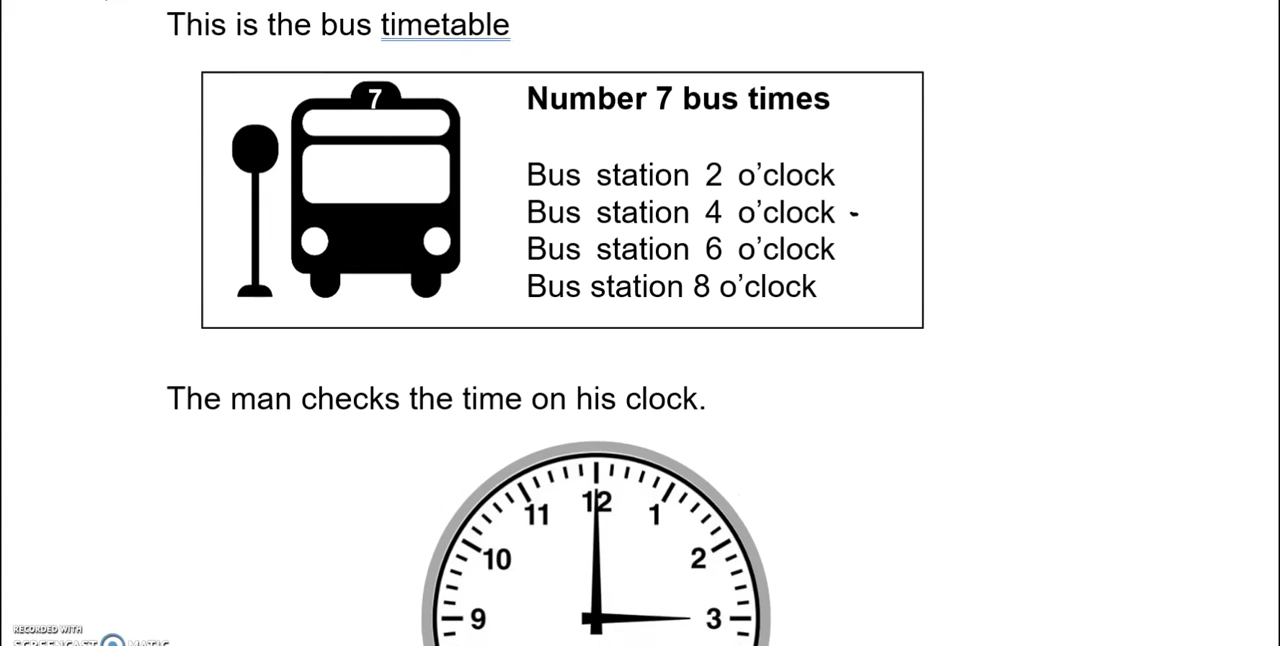 This is the bus timetable
7
Number 7 bus times
Bus station 2 o'clock
Bus station 4 o'clock -
Bus station 6 o'clock
Bus station 8 o'clock
The man checks the time on his clock.
12
11
1
10
2
9
3
RECORDED WITH
SCREENCAST MATIC